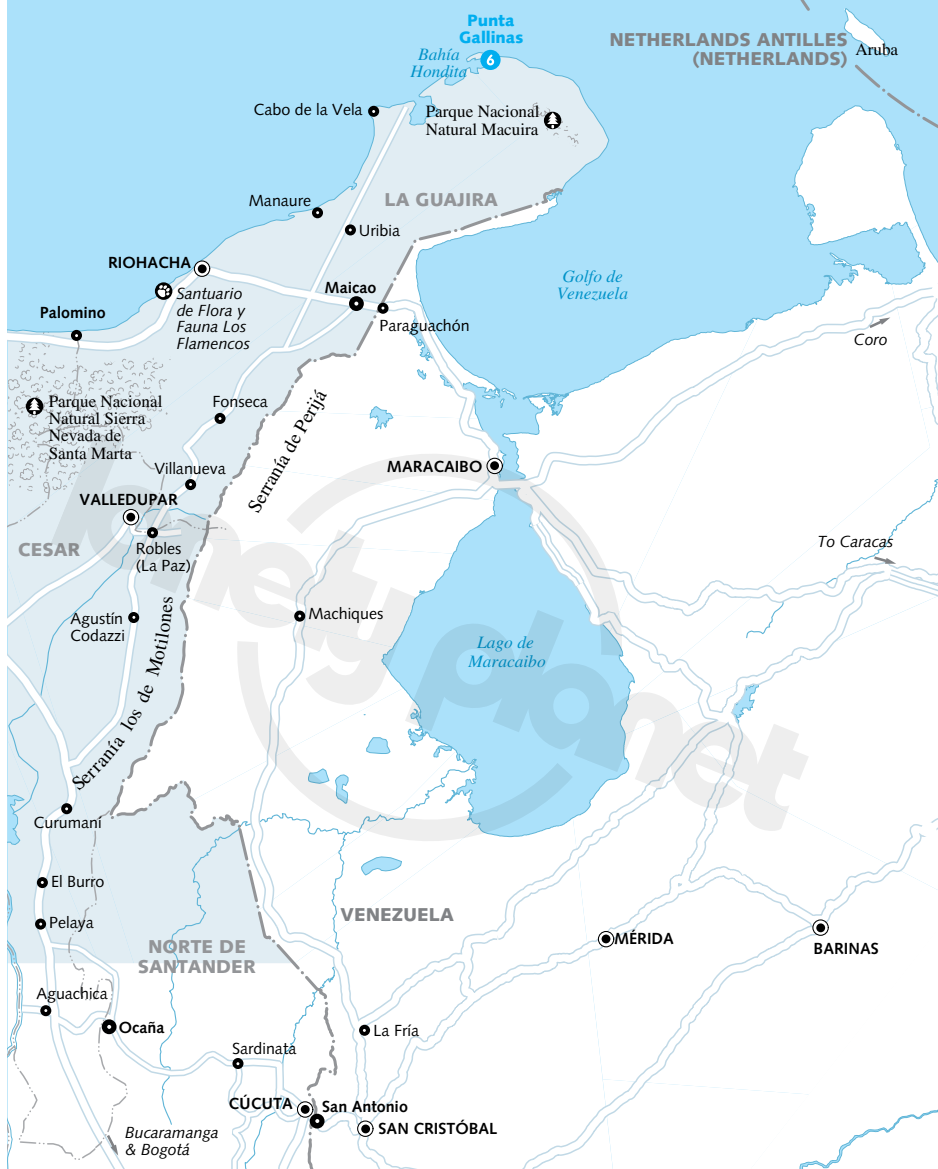 Punta
Gallinas
6
Bahía
Hondita
NETHERLANDS ANTILLES
(NETHERLANDS)
Aruba
Cabo de la Vela
Parque Nacional
Natural Macuira
Manaure
LA GUAJIRA
Uribia
RIOHACHA
Golfo de
Venezuela
Maicao
Santuario
de Flora y
Fauna Los
Flamencos
Palomino
Paraguachón
Coro
Parque Nacional
Natural Sierra
Nevada de
Santa Marta
Fonseca
Serranía de Perijá
Villanueva
MARACAIBO
VALLEDUPAR
CESAR
Robles
(La Paz)
To Caracas
Agustín
Codazzi
Machiques
Serranía los de Motilones
Lago de
Maracaibo
lonely planet
Curumaní
El Burro
Pelaya
VENEZUELA
NORTE DE
SANTANDER
MÉRIDA
BARINAS
Aguachica
Ocaña
La Fría
Sardinata
CÚCUTA
San Antonio
SAN CRISTÓBAL
Bucaramanga
& Bogotá